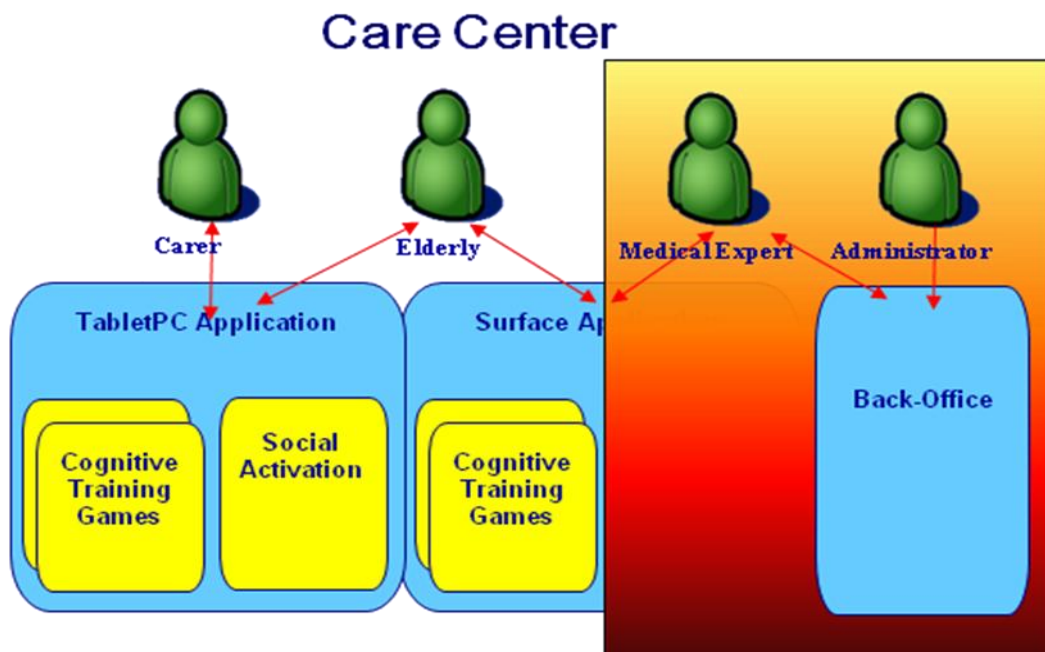 Care Center
Carer
Elderly
Medical Expert
Administrator
TabletPC Application
Surface
Back-Office
Cognitive
Training
Games
Social
Activation
Cognitive
Training
Games